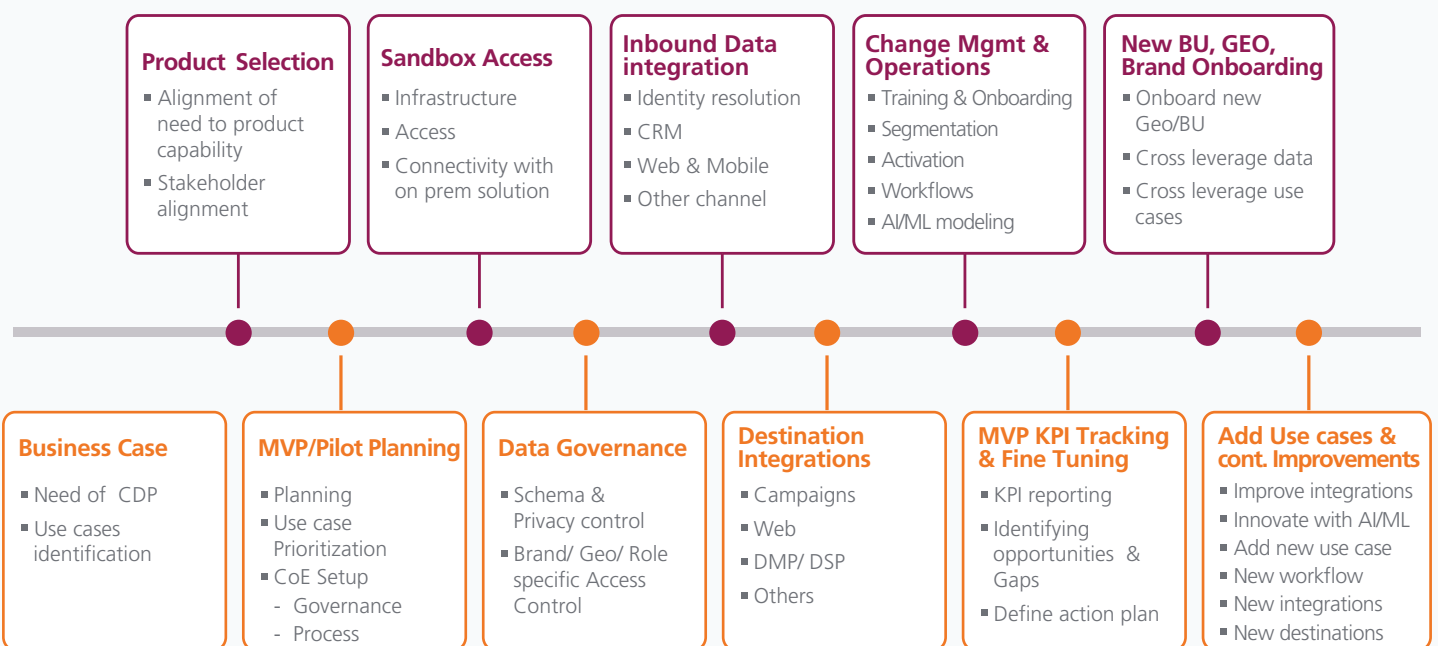 Product Selection
▪ Alignment of
need to product
capability
▪ Stakeholder
alignment
Sandbox Access
▪ Infrastructure
▪ Access
▪ Connectivity with
on prem solution
Inbound Data
integration
▪ Identity resolution
▪ CRM
▪ Web & Mobile
▪ Other channel
Change Mgmt &
Operations
▪ Training & Onboarding
▪ Segmentation
▪ Activation
▪ Workflows
▪ AI/ML modeling
New BU, GEO,
Brand Onboarding
▪ Onboard new
Geo/BU
▪ Cross leverage data
▪ Cross leverage use
cases
Business Case
▪ Need of CDP
▪ Use cases
identification
MVP/Pilot Planning
▪ Planning
▪ Use case
Prioritization
▪ CoE Setup
- Governance
- Process
Data Governance
▪ Schema &
Privacy control
▪ Brand/ Geo/ Role
specific Access
Control
Destination
Integrations
▪ Campaigns
▪ Web
▪ DMP/ DSP
▪ Others
MVP KPI Tracking
& Fine Tuning
▪ KPI reporting
▪ Identifying
opportunities &
Gaps
▪ Define action plan
Add Use cases &
cont. Improvements
▪ Improve integrations
▪ Innovate with AI/ML
▪ Add new use case
▪ New workflow
▪ New integrations
▪ New destinations